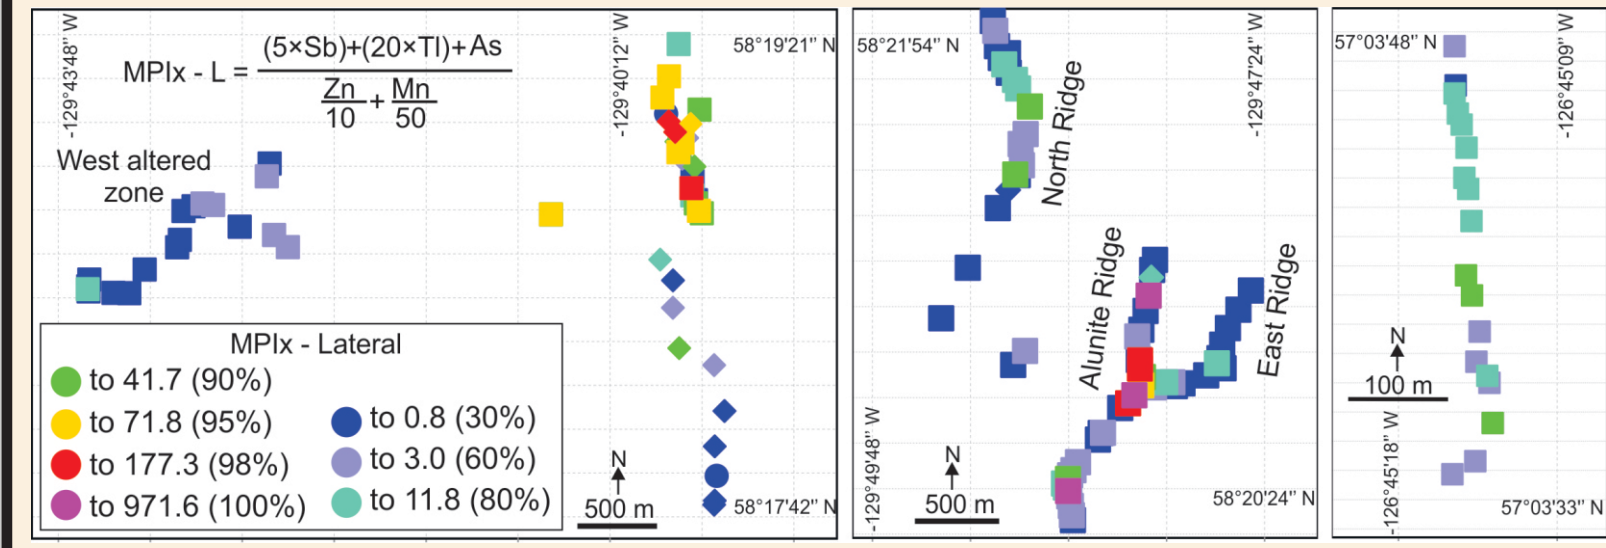 -129°43'48" W
MPIx - L = (5×Sb)+(20×Tl)+As
Zn/10 + Mn/50
-129°40'12" W
58°19'21" N
West altered
zone
MPIx - Lateral
to 41.7 (90%)
to 71.8 (95%)
to 177.3 (98%)
to 971.6 (100%)
to 0.8 (30%)
to 3.0 (60%)
to 11.8 (80%)
N
500 m
58°17'42" N
58°21'54" N
-129°47'24" W
North Ridge
Alunite Ridge
East Ridge
-129°49'48" W
N
500 m
58°20'24" N
57°03'48" N
-126°45'09" W
N
100 m
-126°45'18" W
57°03'33" N